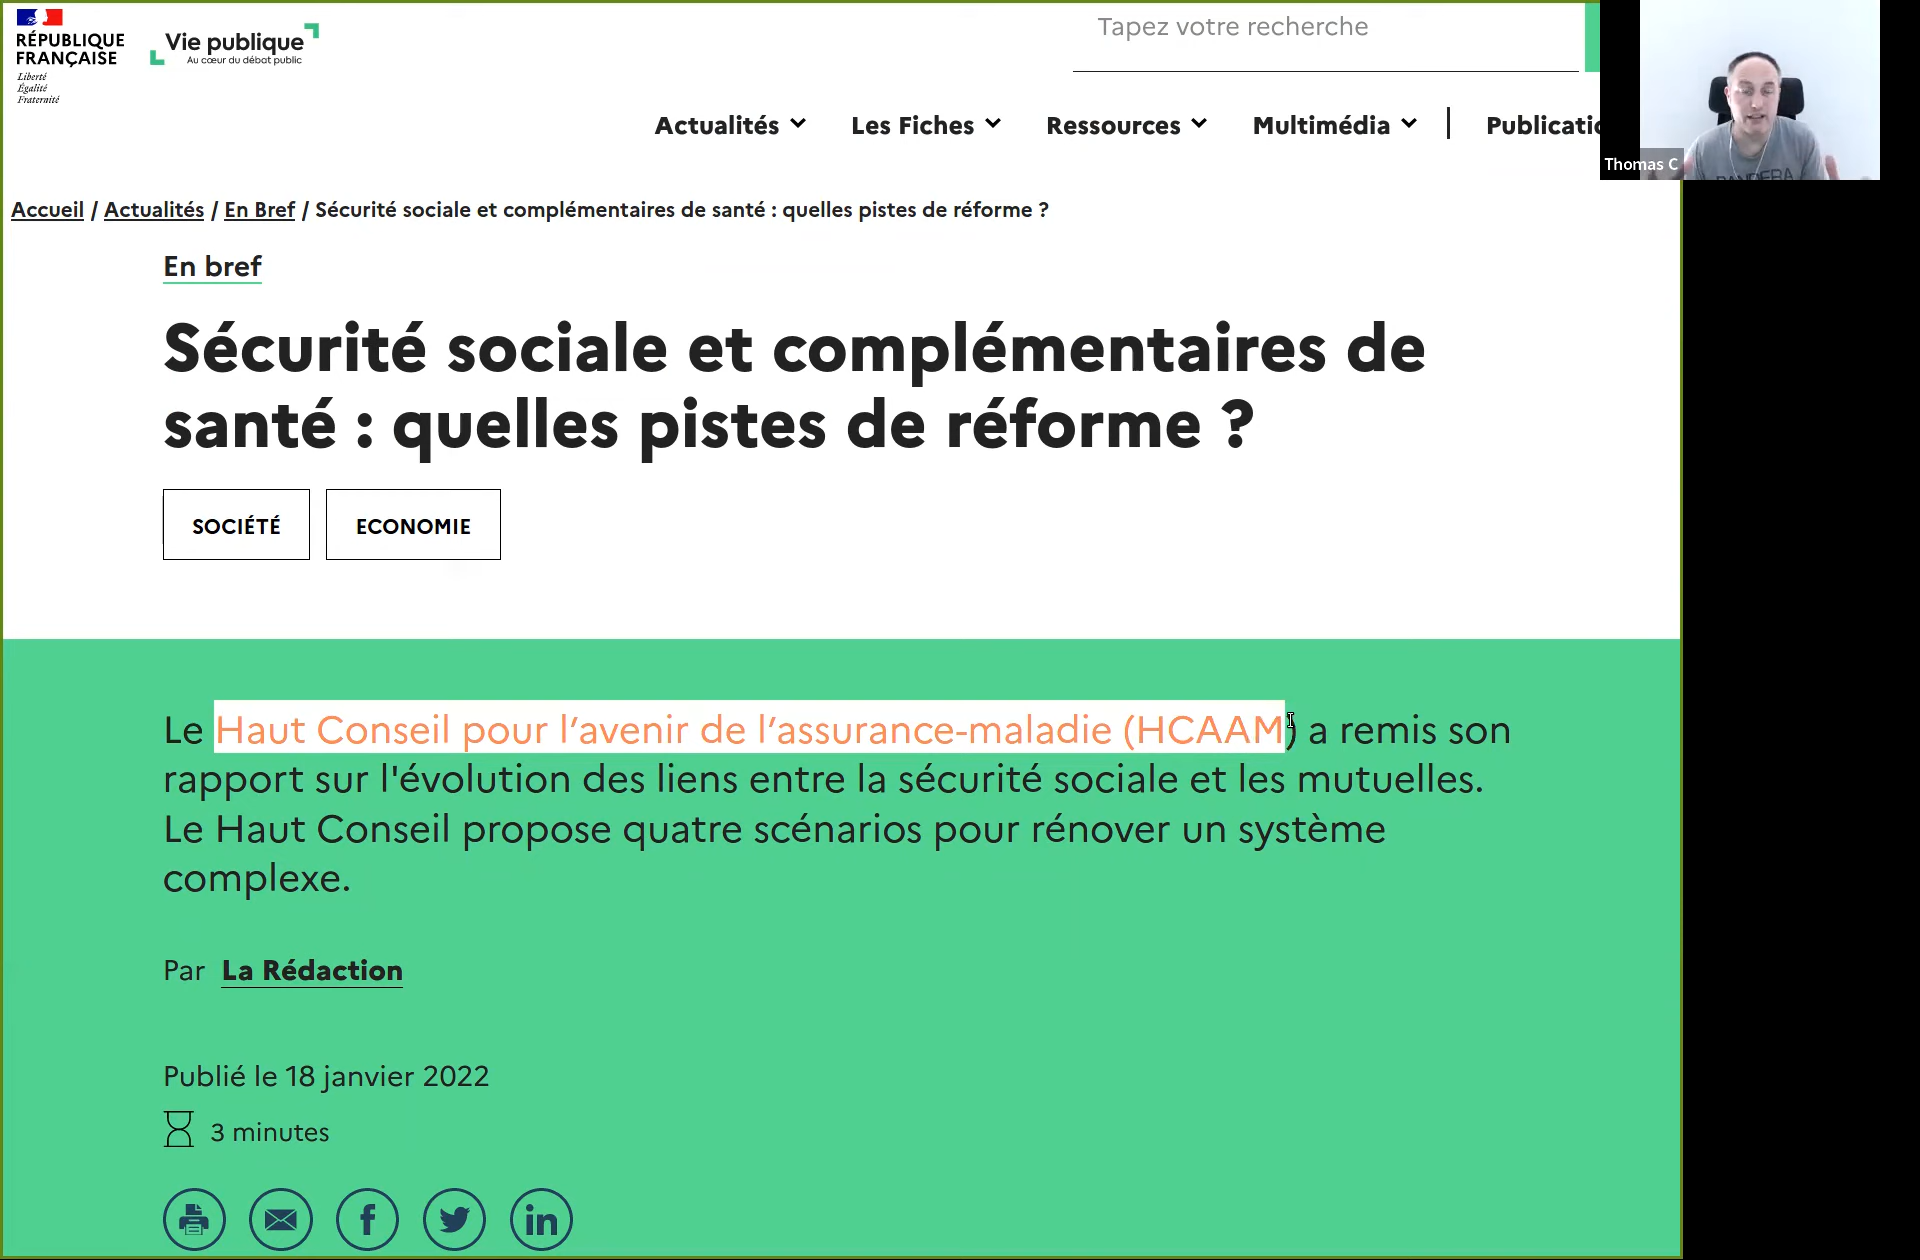 RÉPUBLIQUE
FRANÇAISE
Liberté
Égalité
Fraternité
Vie publique
Au cœur du débat public
Tapez votre recherche
Actualités
Les Fiches
Ressources
Multimédia
Thomas C
Accueil / Actualités / En Bref / Sécurité sociale et complémentaires de santé : quelles pistes de réforme ?
En bref
Sécurité sociale et complémentaires de
santé : quelles pistes de réforme ?
SOCIÉTÉ
ECONOMIE
Le Haut Conseil pour l’avenir de l’assurance-maladie (HCAAM) a remis son
rapport sur l'évolution des liens entre la sécurité sociale et les mutuelles.
Le Haut Conseil propose quatre scénarios pour rénover un système
complexe.
Par La Rédaction
Publié le 18 janvier 2022
3 minutes